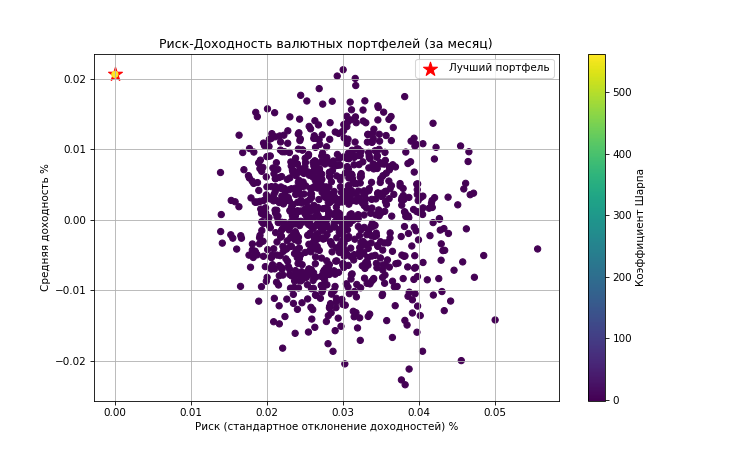 Риск-Доходность валютных портфелей (за месяц)
Лучший портфель
Средняя доходность %
0.02
0.01
0.00
−0.01
−0.02
0.00 0.01 0.02 0.03 0.04 0.05
Риск (стандартное отклонение доходностей) %
500
400
300
200
100
0
Коэффициент Шарпа